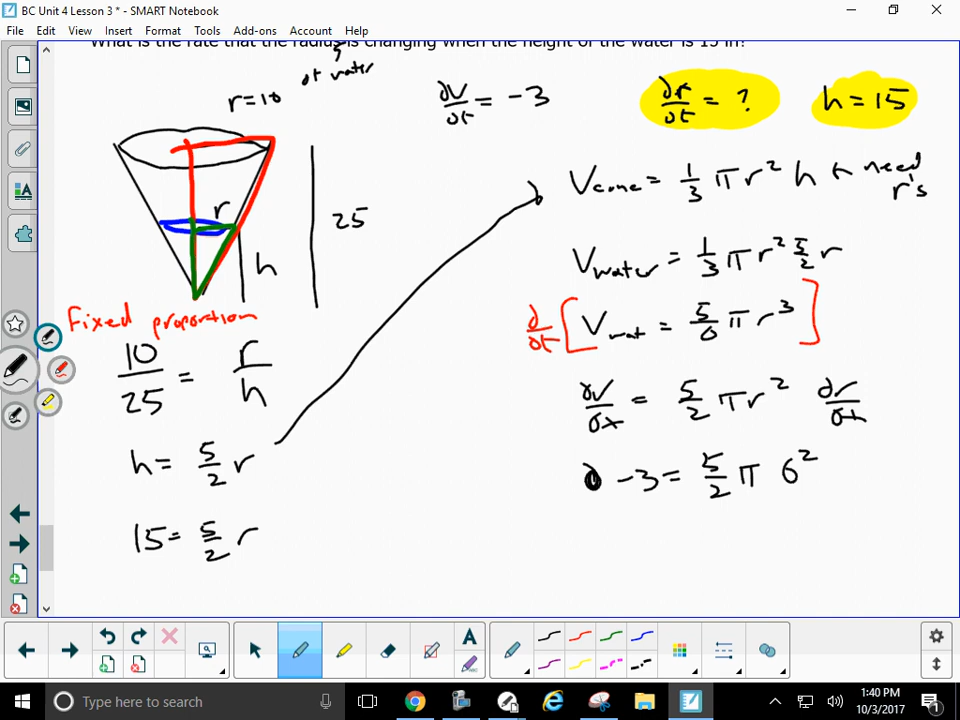 BC Unit 4 Lesson 3 * - SMART Notebook
File Edit View Insert Format Tools Add-ons Account Help
What is the rate that the radius is changing when the height of the water is 15 in?
of water
r=10
dV/dt = -3
dr/dt = ?
h=15
25
r
h
V cone = 1/3 π r² h ← need r's
V water = 1/3 π r² 5/2 r
d/dt [ V wat = 5/6 π r³ ]
dV/dt = 5/2 π r² dr/dt
-3 = 5/2 π 6²
Fixed proportion
10/25 = r/h
h = 5/2 r
15 = 5/2 r
A
Type here to search
1:40 PM
10/3/2017
1